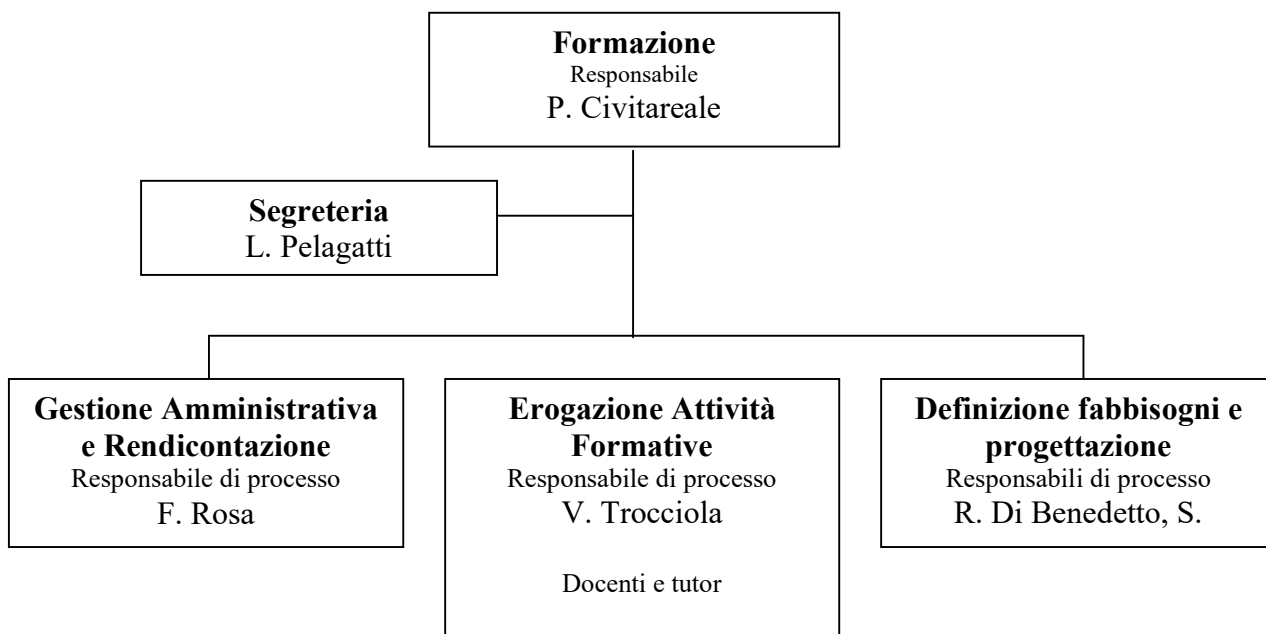 Formazione
Responsabile
P. Civitareale
Segreteria
L. Pelagatti
Gestione Amministrativa
e Rendicontazione
Responsabile di processo
F. Rosa
Erogazione Attività
Formative
Responsabile di processo
V. Trocciola
Docenti e tutor
Definizione fabbisogni e
progettazione
Responsabili di processo
R. Di Benedetto, S.